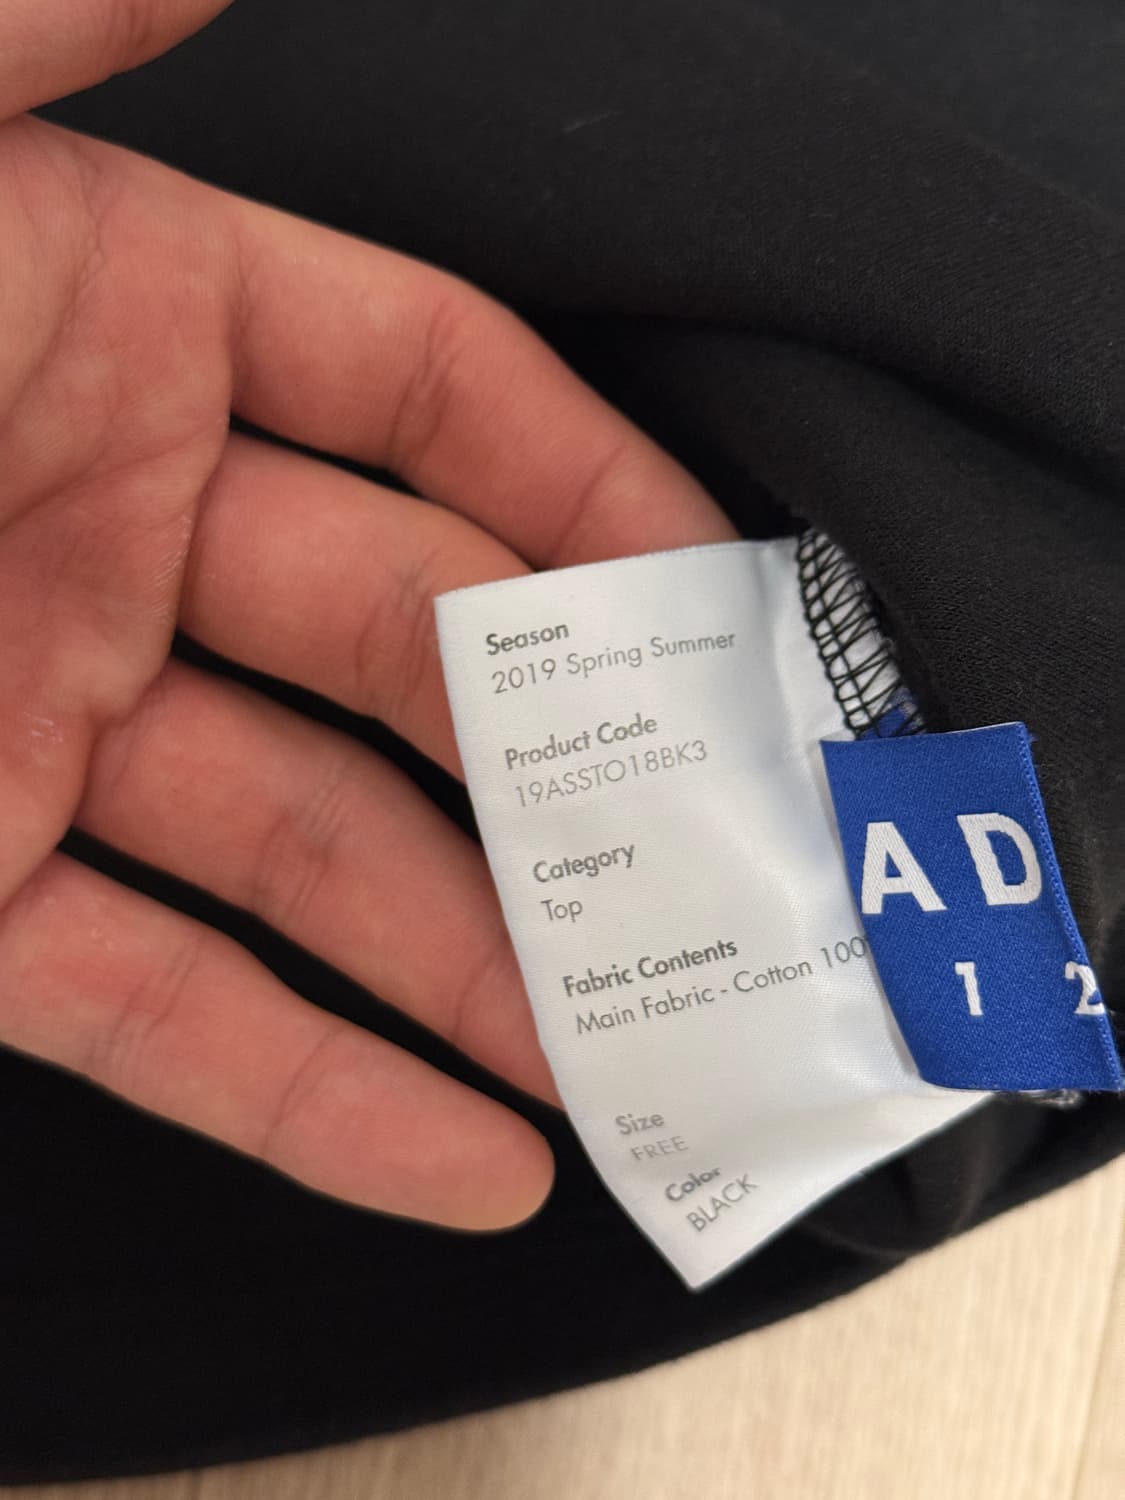 Season
2019 Spring Summer
Product Code
19ASSTO18BK3
Category
Top
Fabric Contents
Main Fabric - Cotton 100
Size
FREE
Color
BLACK
A D
1 2